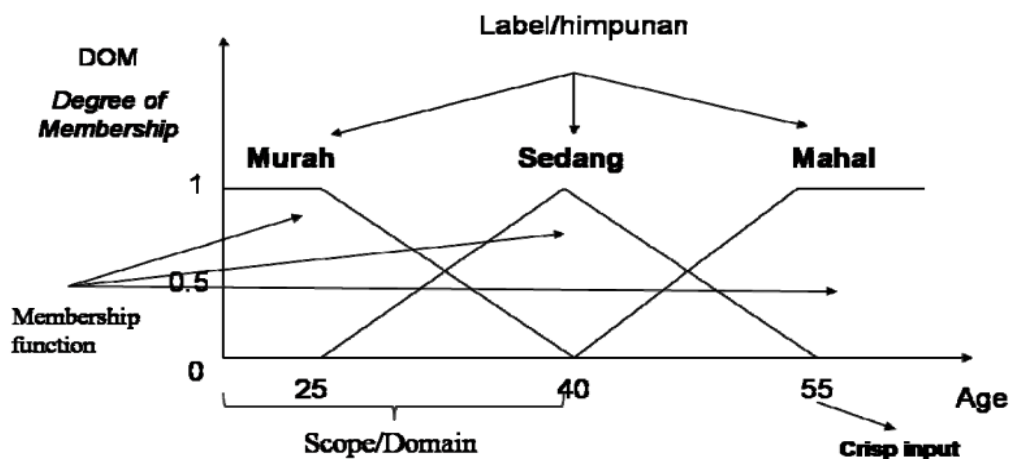 Label/himpunan
DOM
Degree of
Membership
Murah
Sedang
Mahal
1
0.5
Membership
function
0
25
40
55
Age
Scope/Domain
Crisp input